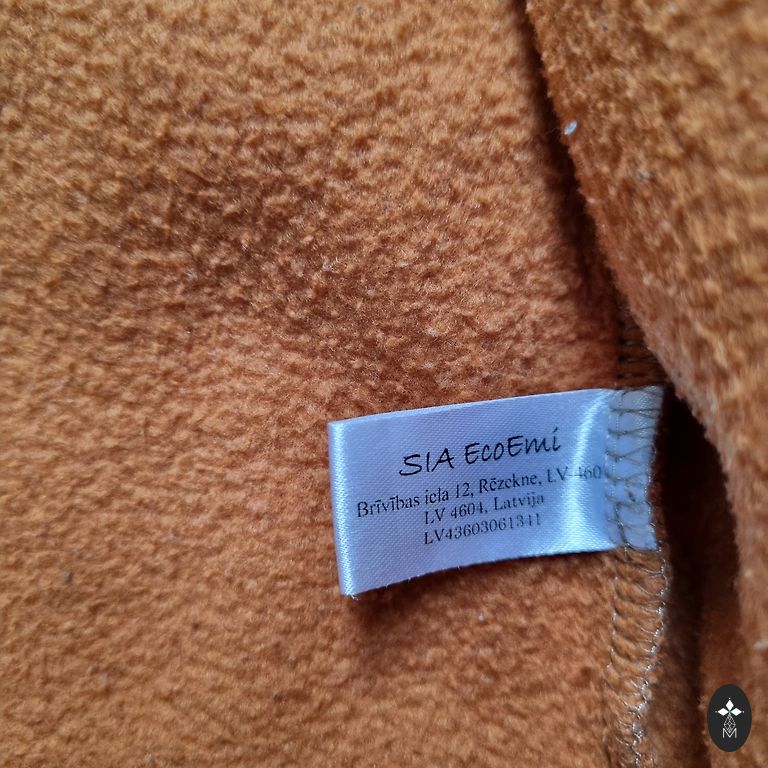 SIA EcoEmi
Brīvības iela 12, Rēzekne, LV-460
LV 4604, Latvija
LV43603061341
M